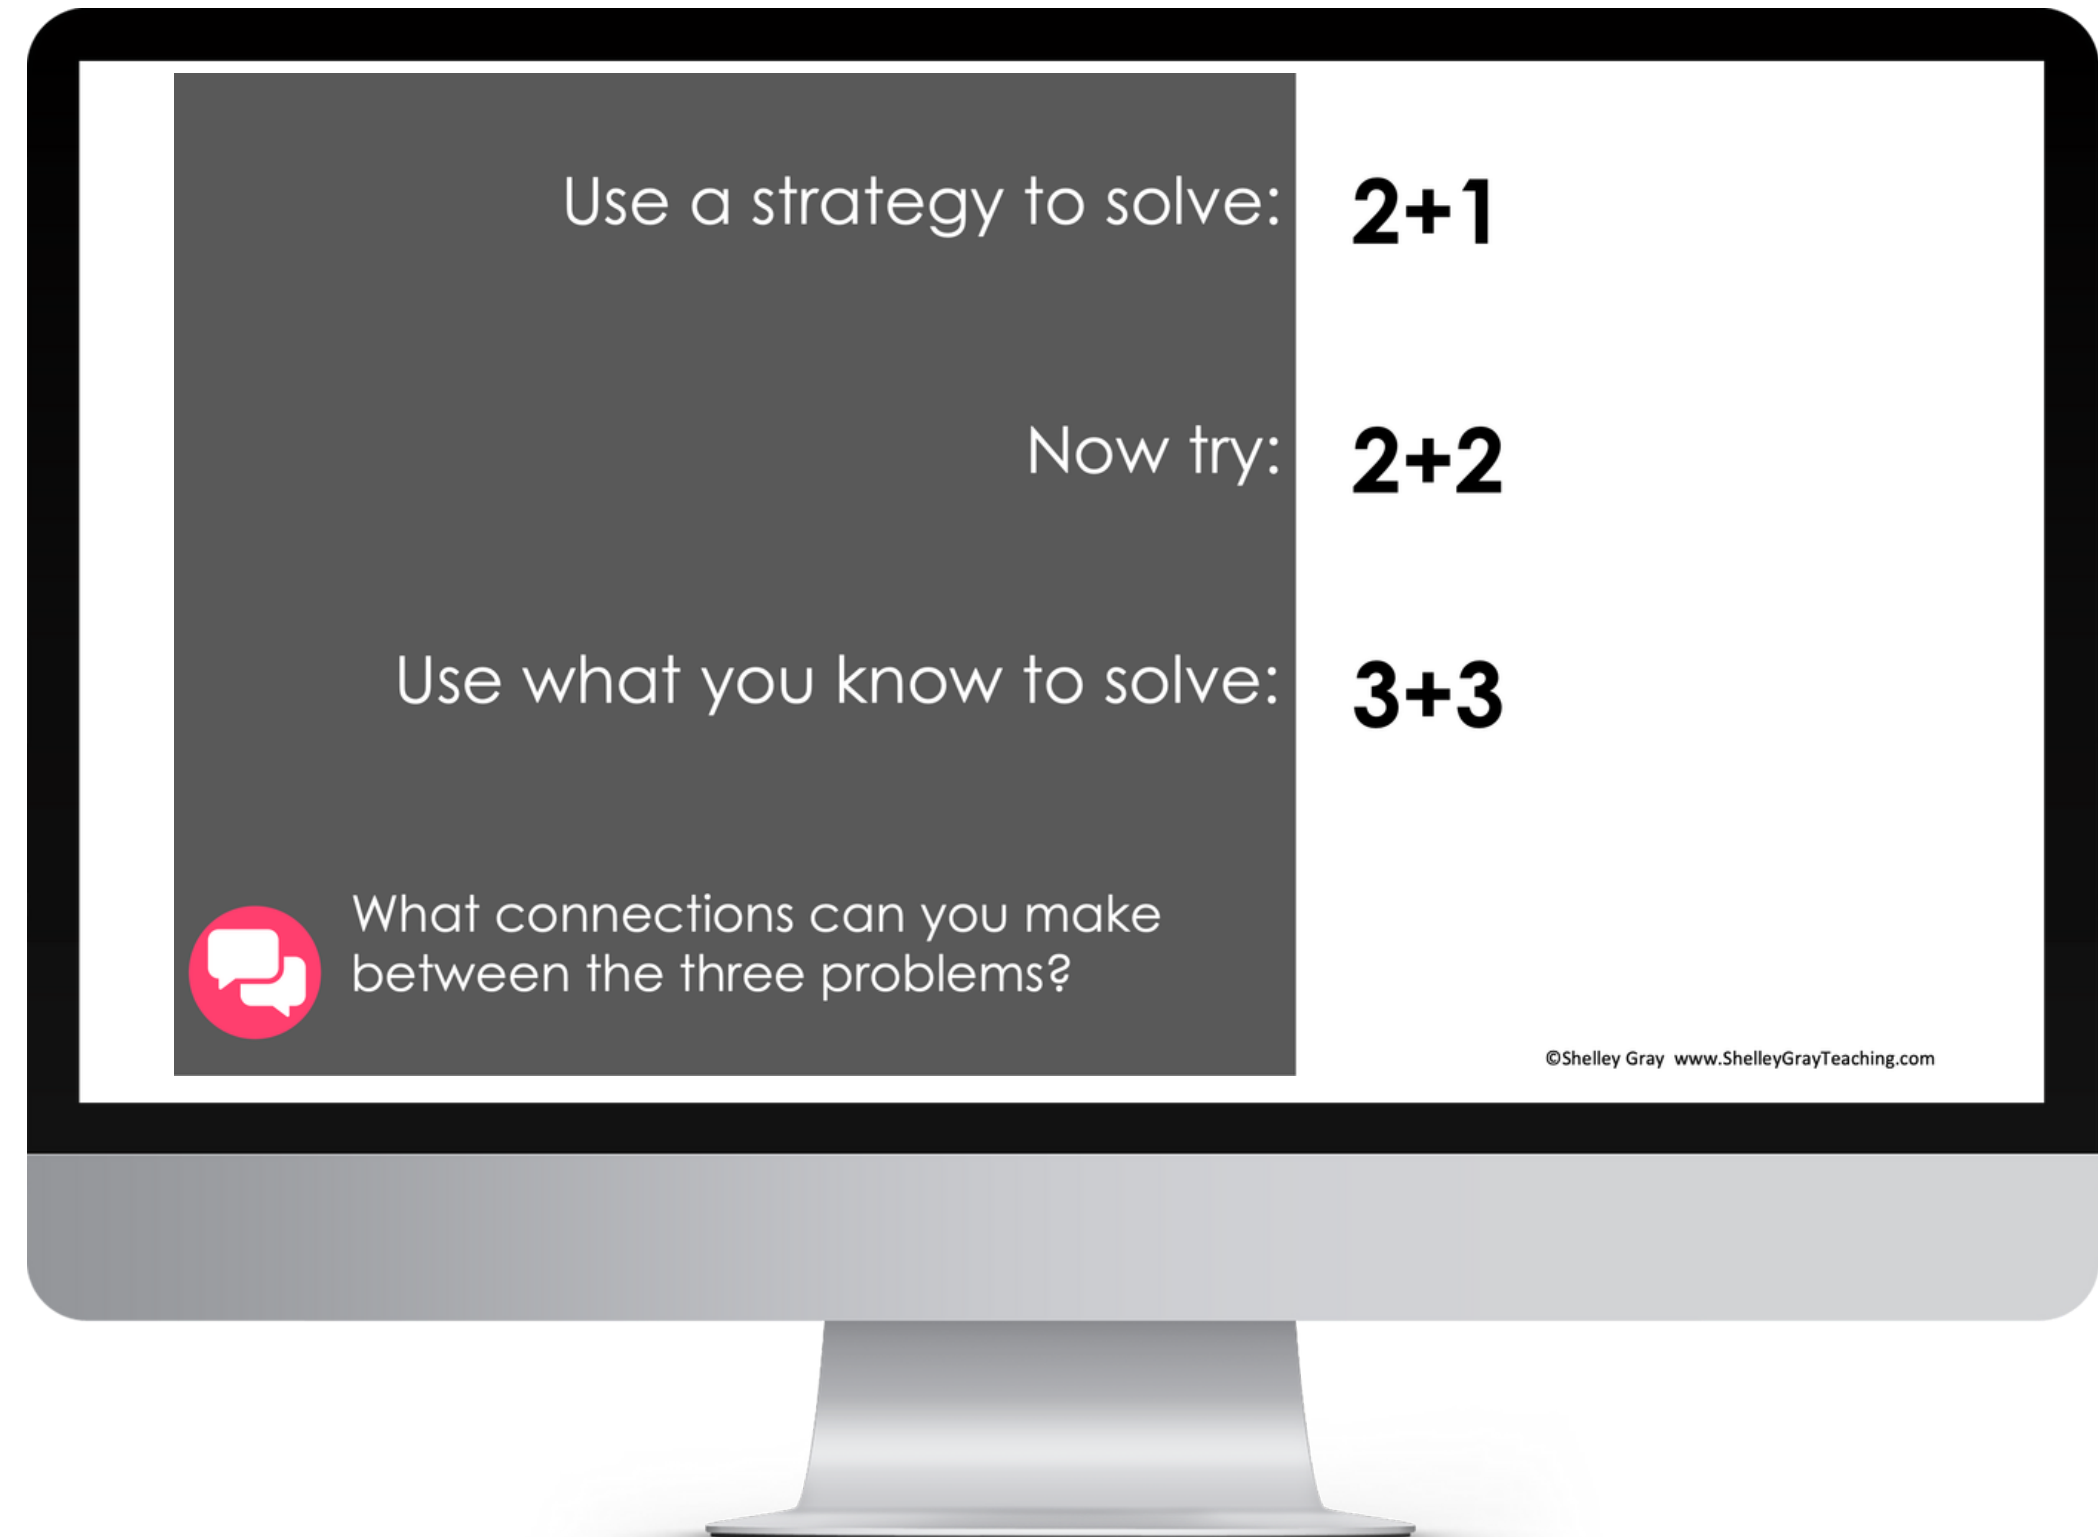 Use a strategy to solve: 2+1
Now try: 2+2
Use what you know to solve: 3+3
What connections can you make
between the three problems?
©Shelley Gray www.ShelleyGrayTeaching.com